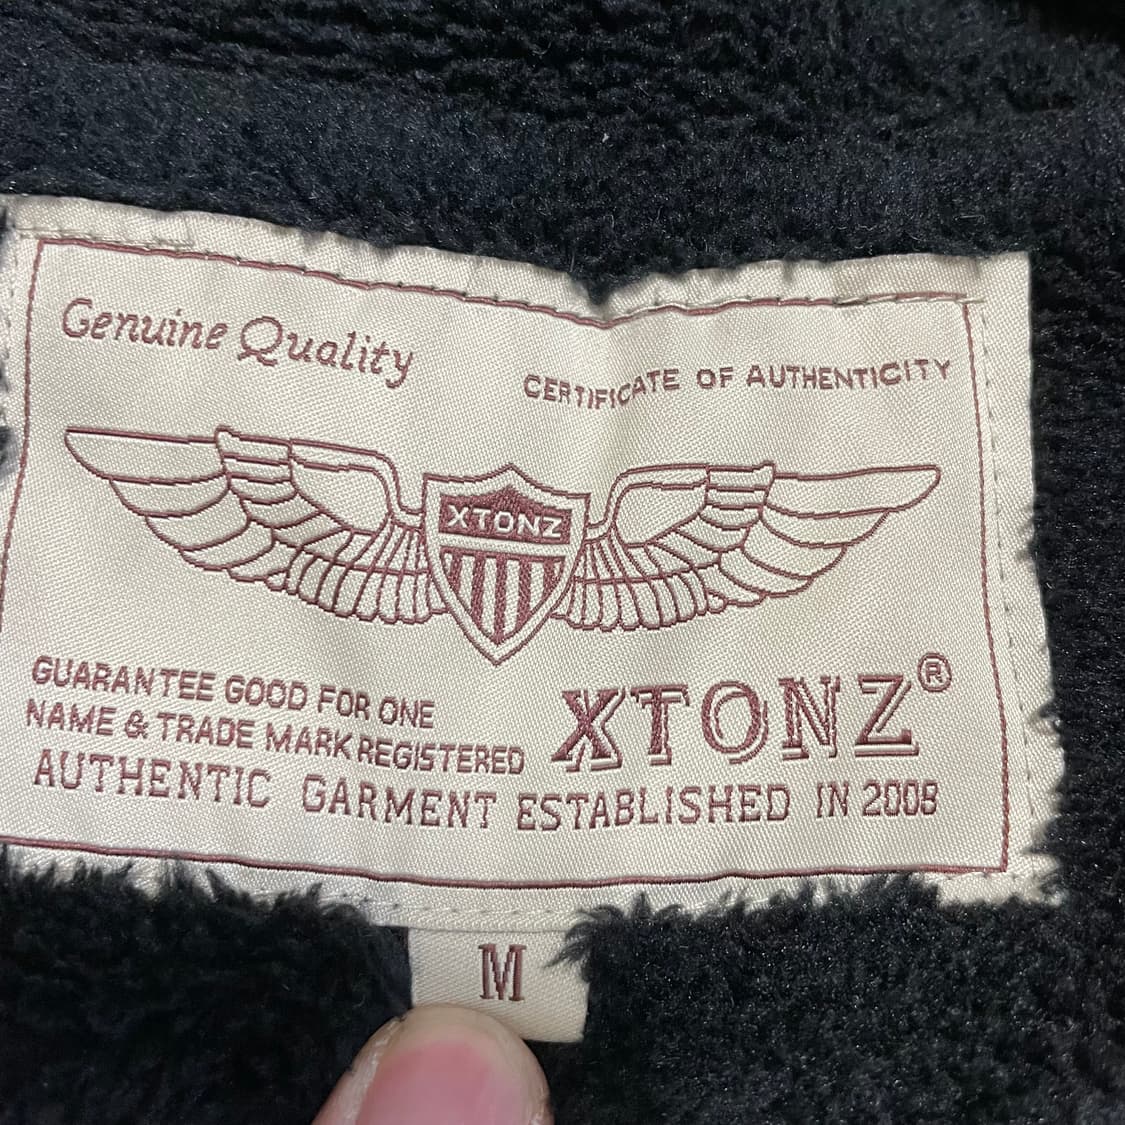 Genuine Quality
CERTIFICATE OF AUTHENTICITY
XTONZ
GUARANTEE GOOD FOR ONE
NAME & TRADE MARK REGISTERED
XTONZ®
AUTHENTIC GARMENT ESTABLISHED IN 2008
M